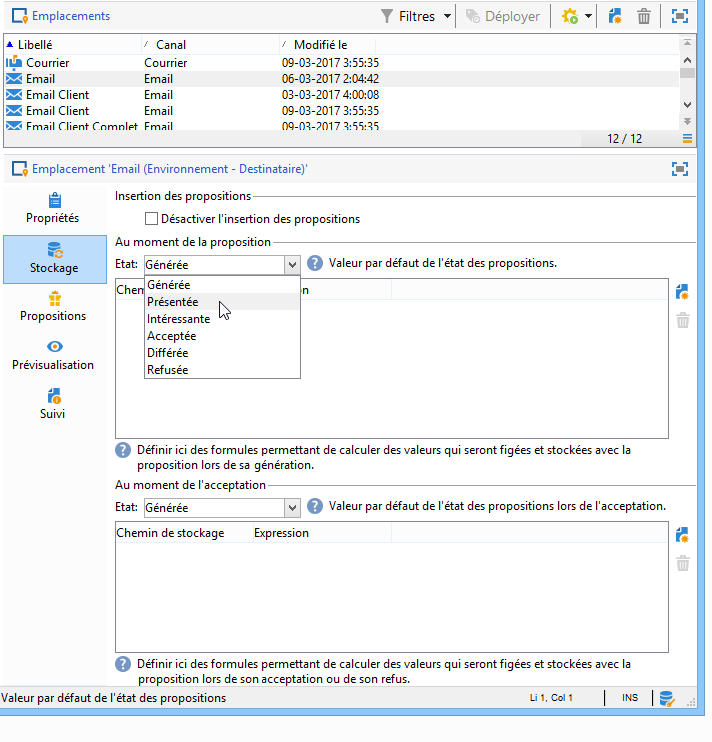 Emplacements Filtres Déployer
Libellé Canal Modifié le
Courrier Courrier 09-03-2017 3:55:35
Email Email 06-03-2017 2:04:42
Email Client Email 03-03-2017 4:00:08
Email Client Email 09-03-2017 3:55:35
Email Client Complet Email 09-03-2017 3:55:35
12 / 12
Emplacement 'Email (Environnement - Destinataire)'
Propriétés
Stockage
Propositions
Prévisualisation
Suivi
Insertion des propositions
Désactiver l'insertion des propositions
Au moment de la proposition
Etat: Générée Valeur par défaut de l'état des propositions.
Générée
Présentée
Intéressante
Acceptée
Différée
Refusée
Définir ici des formules permettant de calculer des valeurs qui seront figées et stockées avec la
proposition lors de sa génération.
Au moment de l'acceptation
Etat: Générée Valeur par défaut de l'état des propositions lors de l'acceptation.
Chemin de stockage Expression
Définir ici des formules permettant de calculer des valeurs qui seront figées et stockées avec la
proposition lors de son acceptation ou de son refus.
Valeur par défaut de l'état des propositions Li 1, Col 1 INS